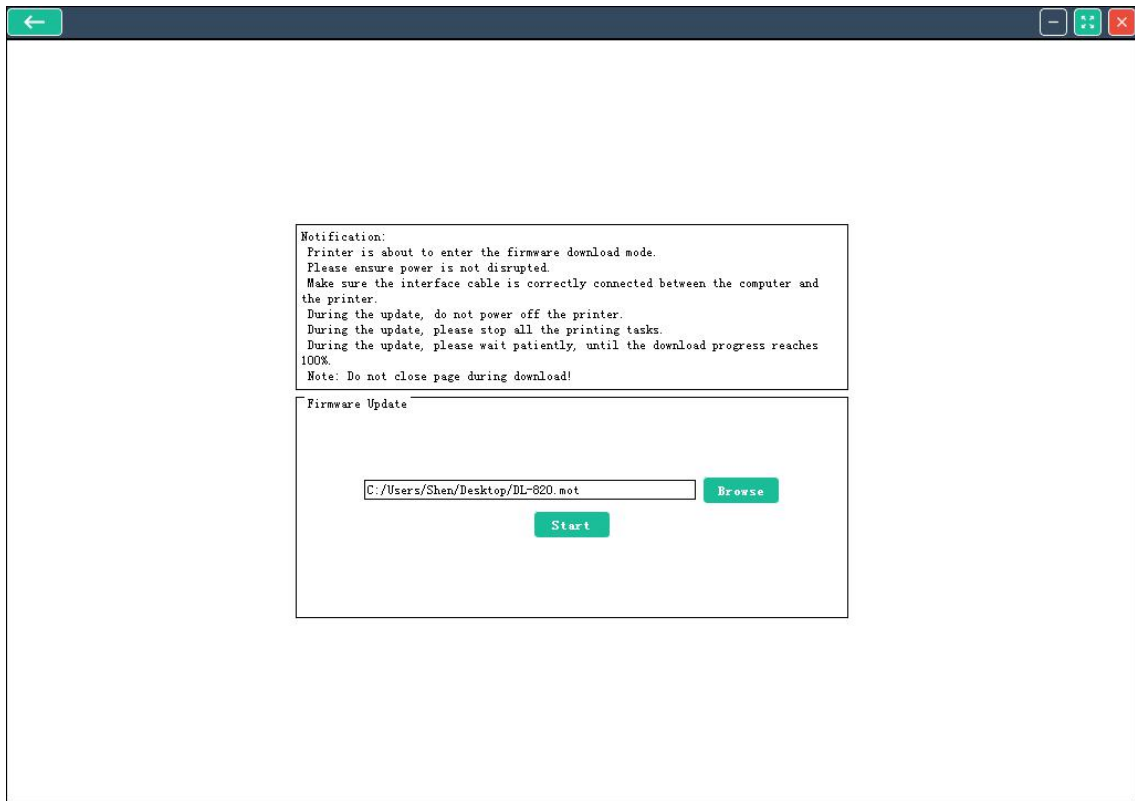 Notification:
Printer is about to enter the firmware download mode.
Please ensure power is not disrupted.
Make sure the interface cable is correctly connected between the computer and
the printer.
During the update, do not power off the printer.
During the update, please stop all the printing tasks.
During the update, please wait patiently, until the download progress reaches
100%.
Note: Do not close page during download!
Firmware Update
C:/Users/Shen/Desktop/DL-820.mot
Browse
Start